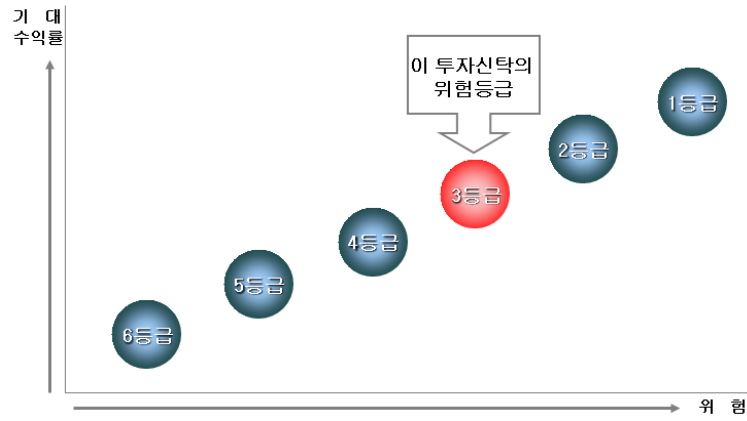 기 대
수익률
이 투자신탁의
위험등급
1등급
2등급
3등급
4등급
5등급
6등급
위 험